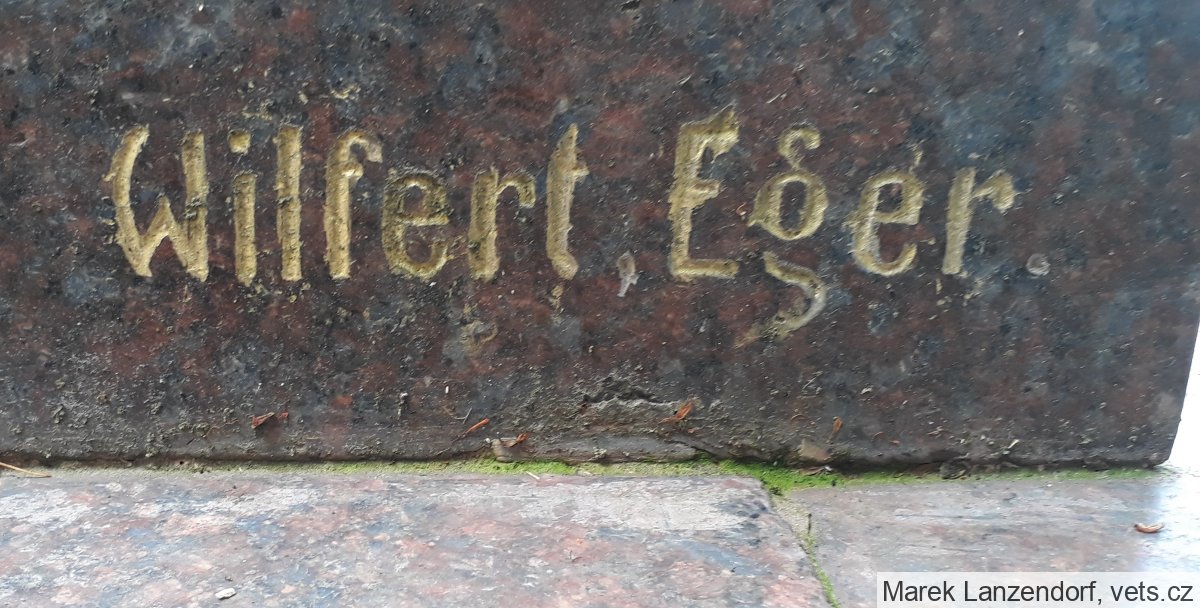 Wilfert, Eger.
Marek Lanzendorf, vets.cz